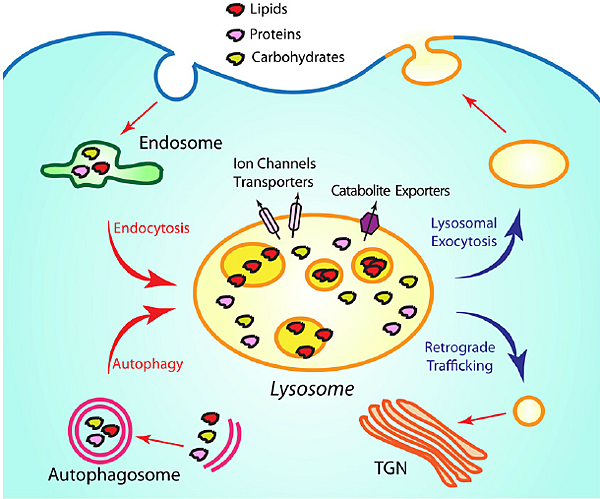 Lipids
Proteins
Carbohydrates
Endosome
Ion Channels
Transporters
Catabolite Exporters
Endocytosis
Lysosomal
Exocytosis
Autophagy
Retrograde
Trafficking
Lysosome
Autophagosome
TGN